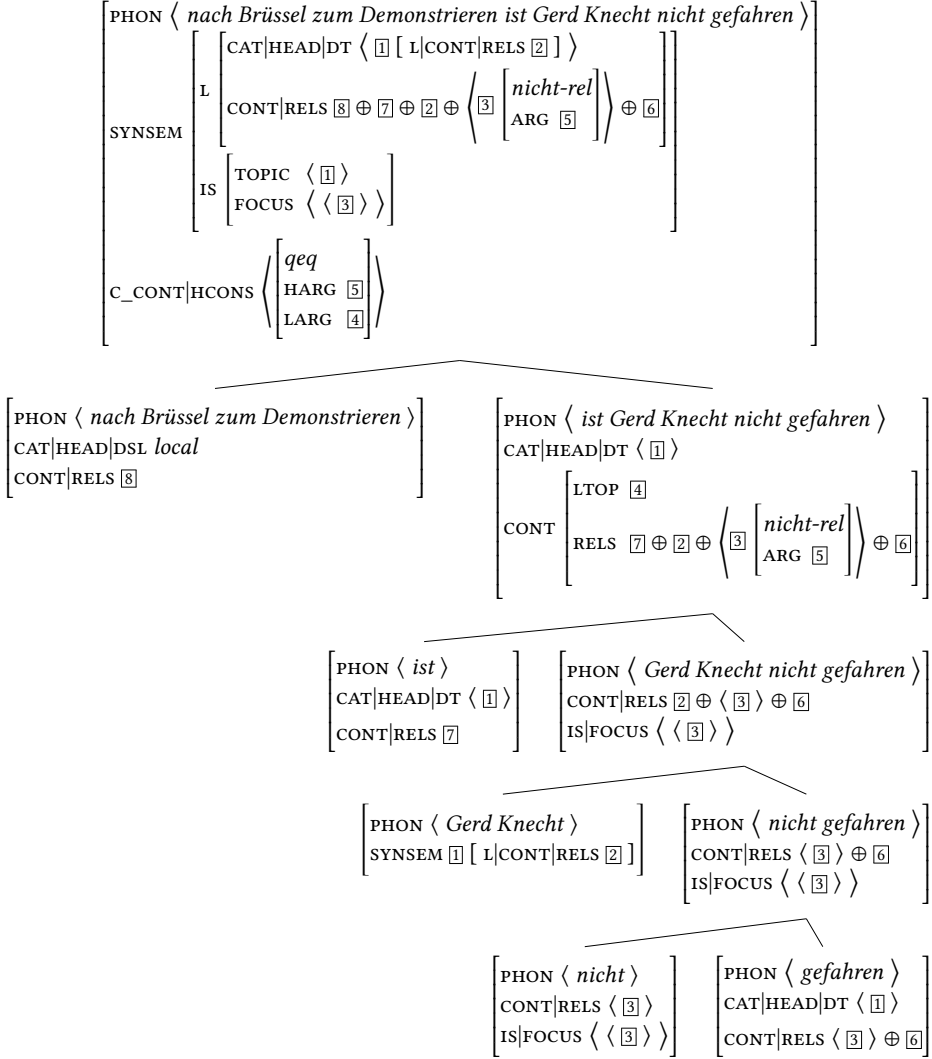 PHON ⟨ nach Brüssel zum Demonstrieren ist Gerd Knecht nicht gefahren ⟩
CAT|HEAD|DT ⟨ 1 [ L|CONT|RELS 2 ] ⟩
L
nicht-rel
CONT|RELS 8 ⊕ 7 ⊕ 2 ⊕ ⟨ 3 ⟩ ⊕ 6
ARG 5
SYNSEM
TOPIC ⟨ 1 ⟩
IS
FOCUS ⟨ ⟨ 3 ⟩ ⟩
qeq
C_CONT|HCONS ⟨ HARG 5 ⟩
LARG 4
PHON ⟨ nach Brüssel zum Demonstrieren ⟩
CAT|HEAD|DSL local
CONT|RELS 8
PHON ⟨ ist Gerd Knecht nicht gefahren ⟩
CAT|HEAD|DT ⟨ 1 ⟩
LTOP 4
CONT
nicht-rel
RELS 7 ⊕ 2 ⊕ ⟨ 3 ⟩ ⊕ 6
ARG 5
PHON ⟨ ist ⟩
CAT|HEAD|DT ⟨ 1 ⟩
CONT|RELS 7
PHON ⟨ Gerd Knecht nicht gefahren ⟩
CONT|RELS 2 ⊕ ⟨ 3 ⟩ ⊕ 6
IS|FOCUS ⟨ ⟨ 3 ⟩ ⟩
PHON ⟨ Gerd Knecht ⟩
SYNSEM 1 [ L|CONT|RELS 2 ]
PHON ⟨ nicht gefahren ⟩
CONT|RELS ⟨ 3 ⟩ ⊕ 6
IS|FOCUS ⟨ ⟨ 3 ⟩ ⟩
PHON ⟨ nicht ⟩
CONT|RELS ⟨ 3 ⟩
IS|FOCUS ⟨ ⟨ 3 ⟩ ⟩
PHON ⟨ gefahren ⟩
CAT|HEAD|DT ⟨ 1 ⟩
CONT|RELS ⟨ 3 ⟩ ⊕ 6